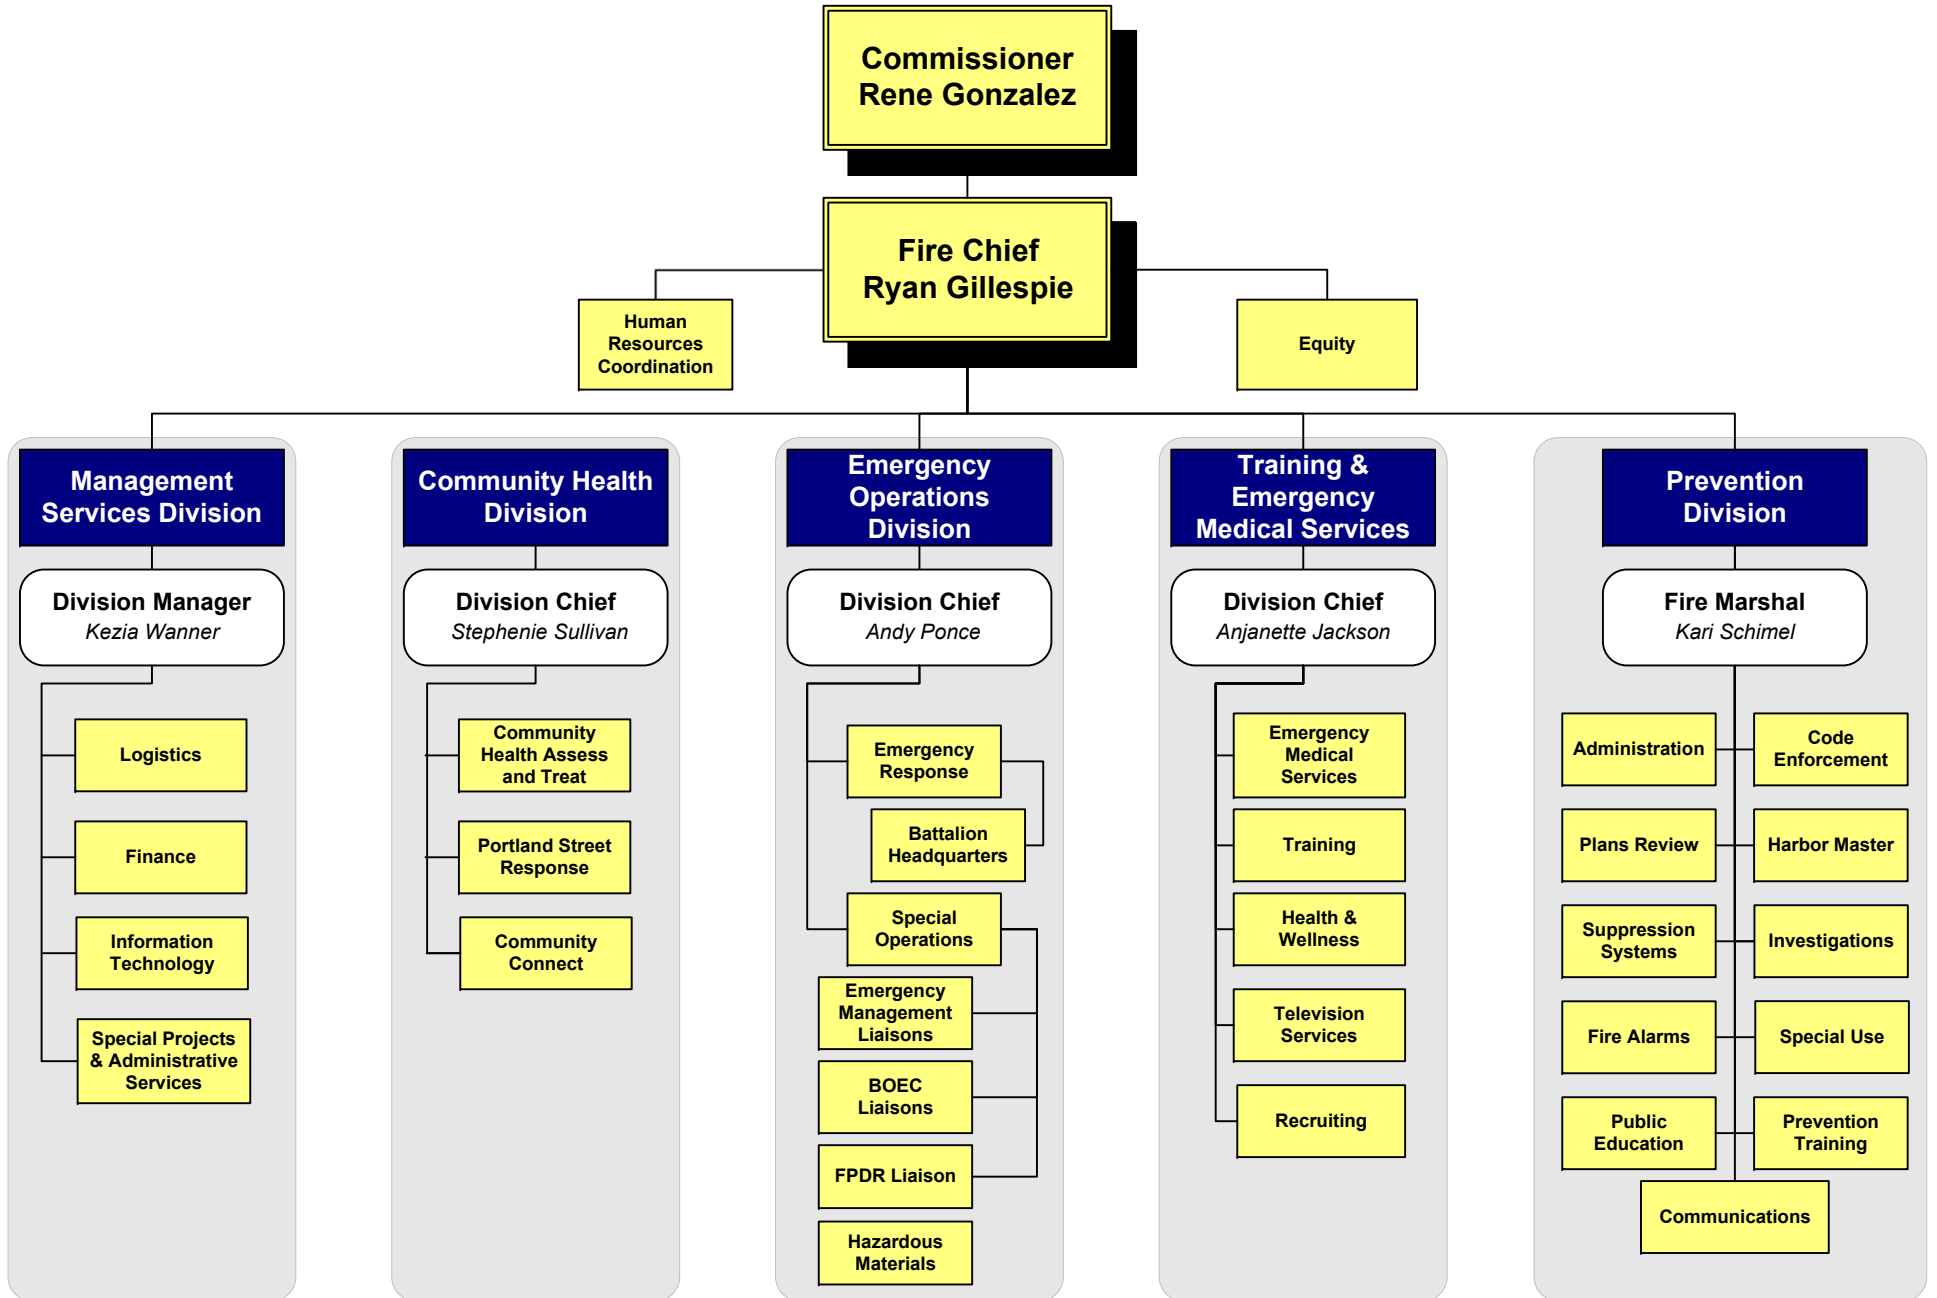 Commissioner
Rene Gonzalez
Fire Chief
Ryan Gillespie
Human
Resources
Coordination
Equity
Management
Services Division
Division Manager
Kezia Wanner
Logistics
Finance
Information
Technology
Special Projects
& Administrative
Services
Community Health
Division
Division Chief
Stephenie Sullivan
Community
Health Assess
and Treat
Portland Street
Response
Community
Connect
Emergency
Operations
Division
Division Chief
Andy Ponce
Emergency
Response
Battalion
Headquarters
Special
Operations
Emergency
Management
Liaisons
BOEC
Liaisons
FPDR Liaison
Hazardous
Materials
Training &
Emergency
Medical Services
Division Chief
Anjanette Jackson
Emergency
Medical
Services
Training
Health &
Wellness
Television
Services
Recruiting
Prevention
Division
Fire Marshal
Kari Schimel
Administration
Code
Enforcement
Plans Review
Harbor Master
Suppression
Systems
Investigations
Fire Alarms
Special Use
Public
Education
Prevention
Training
Communications